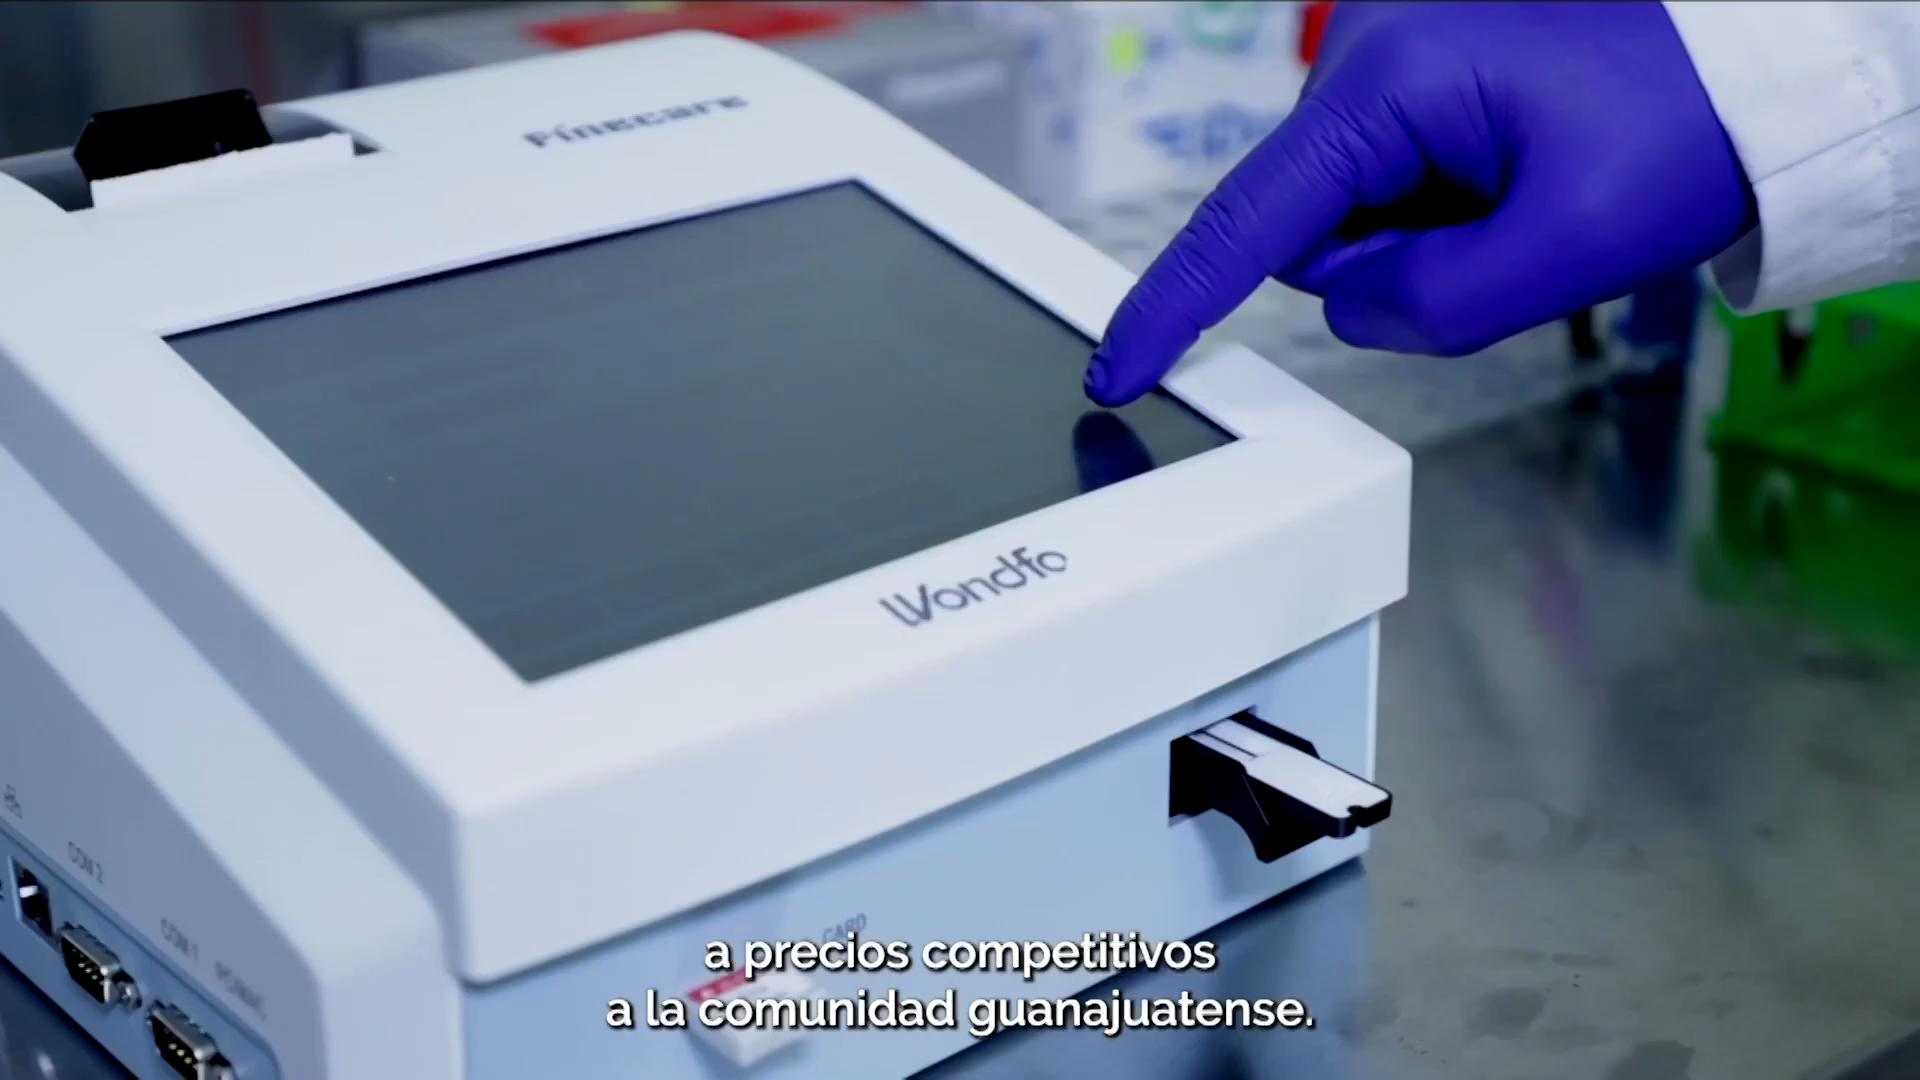 Finecare
Wondfo
COM 2
COM 1
CARD
a precios competitivos
a la comunidad guanajuatense.